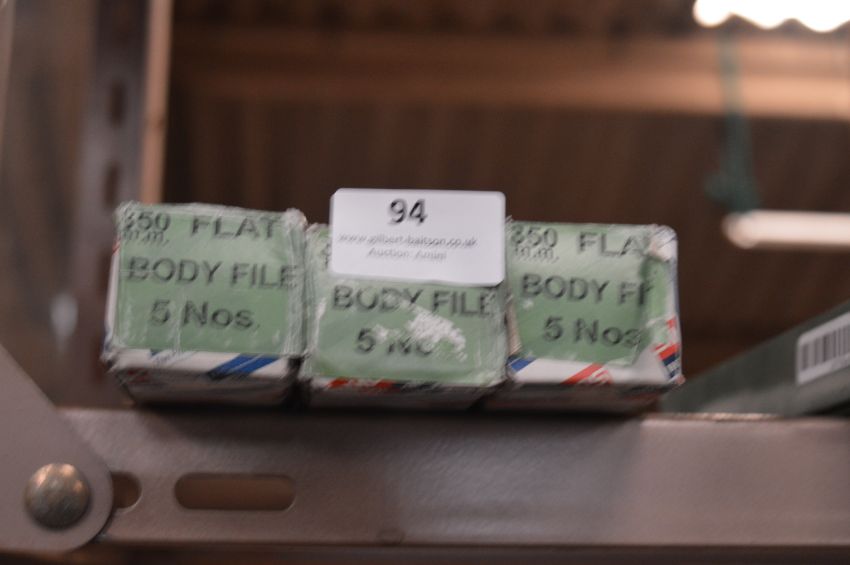 350 FLAT
m.m.
BODY FILE
5 Nos.
94
www.gilbert-baitson.co.uk
Auction Amini
BODY FILE
5 No
350 FLA
m.m.
BODY FI
5 Nos